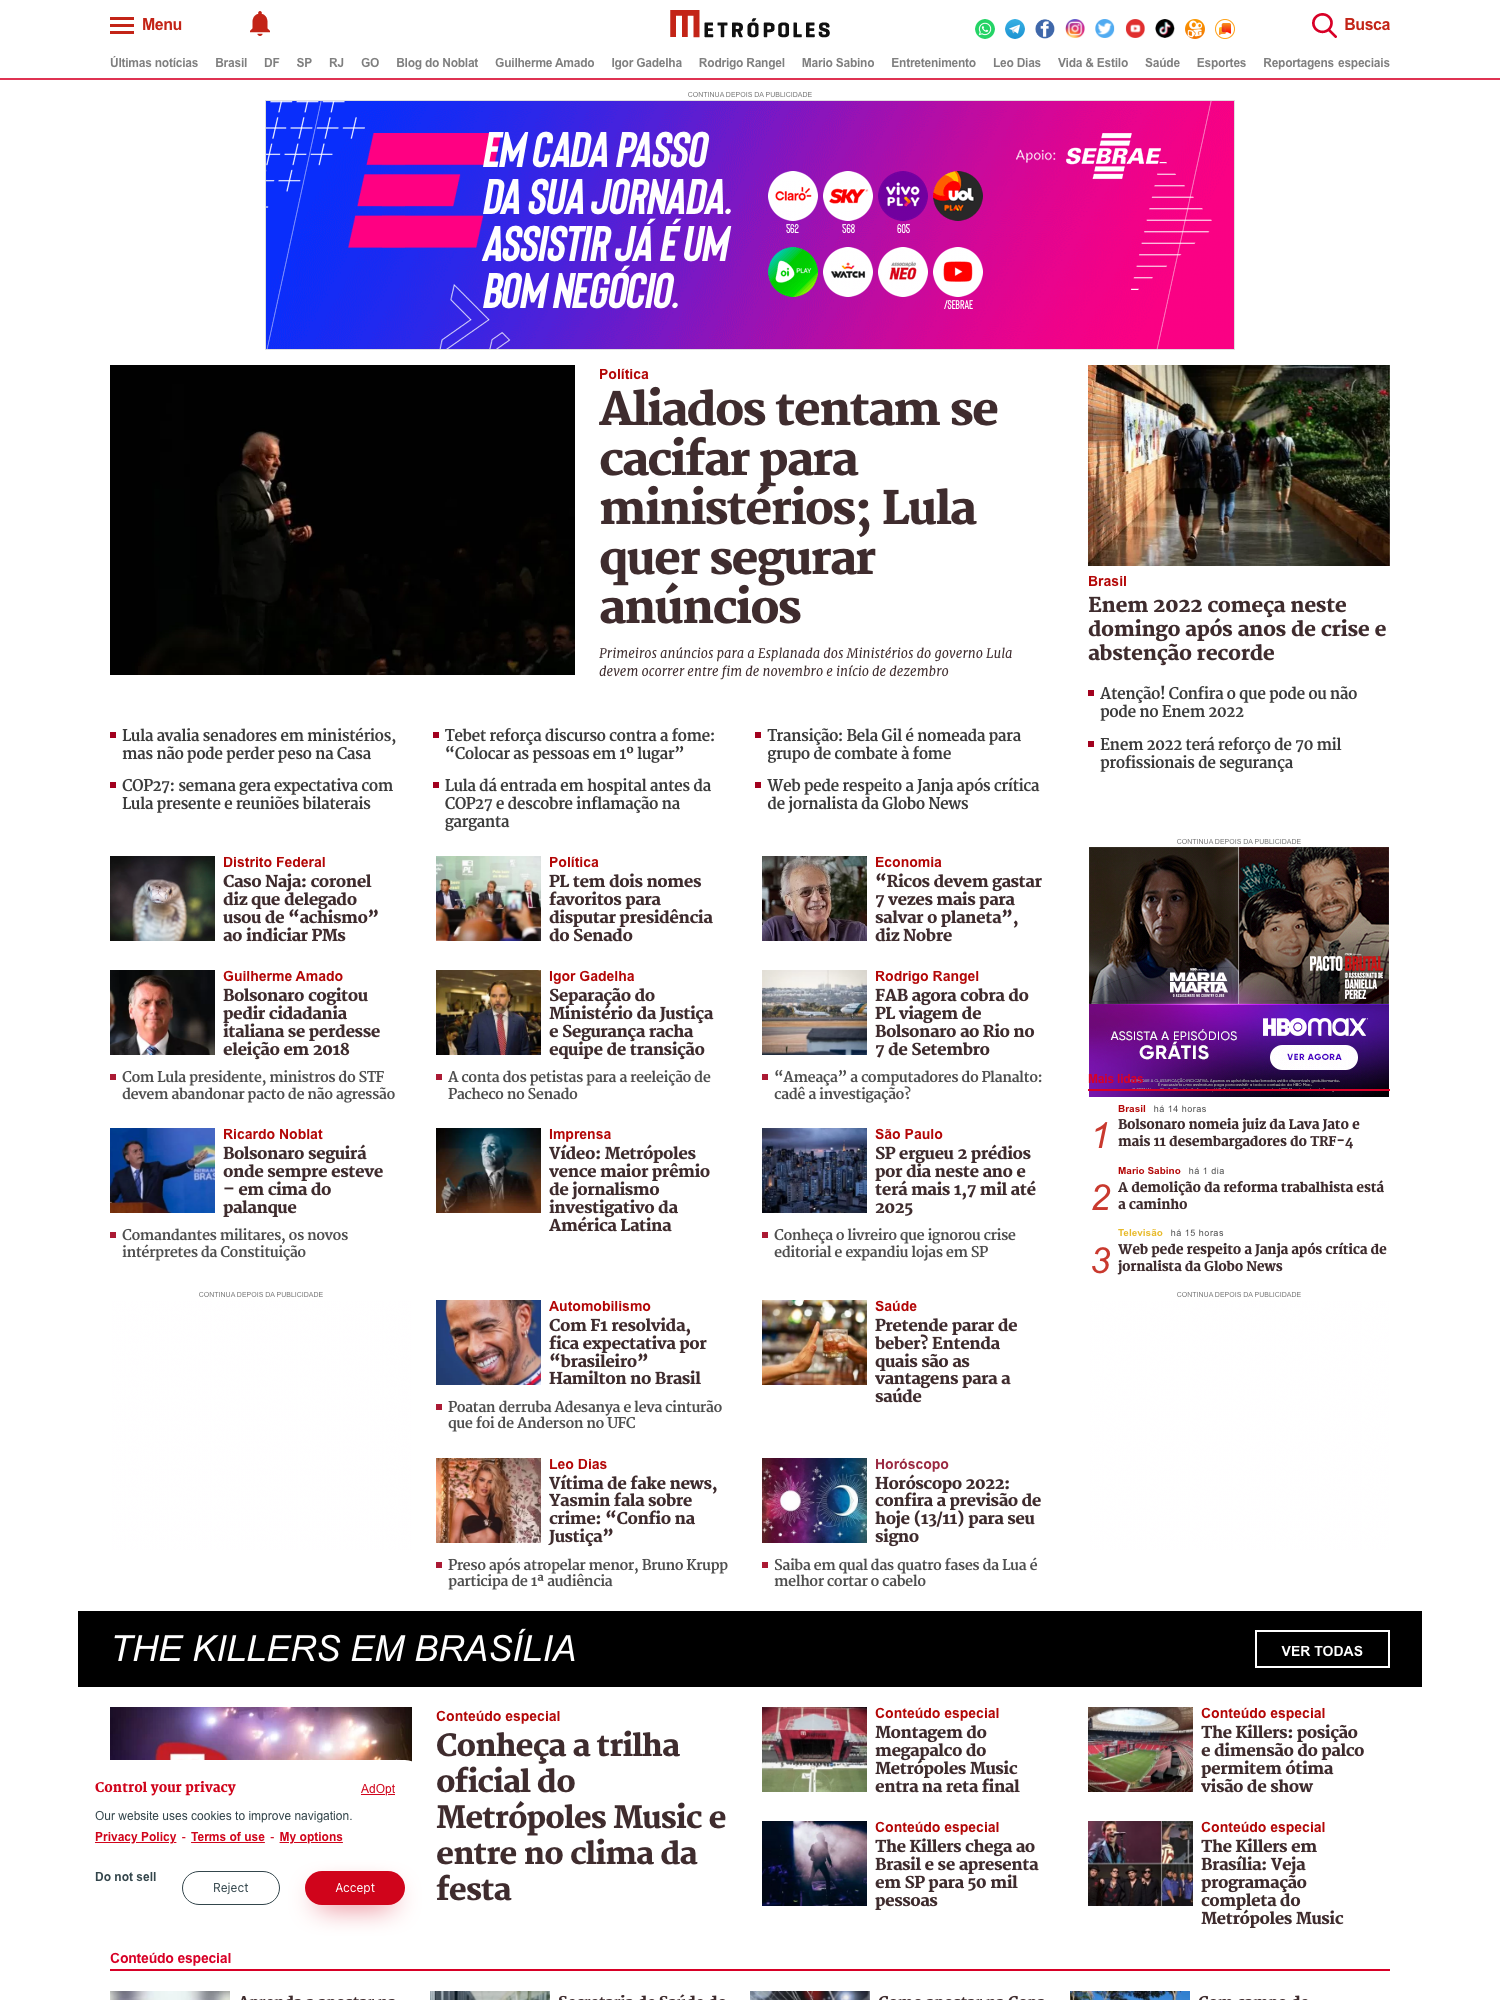 Menu
METRÓPOLES
Busca
Últimas notícias Brasil DF SP RJ GO Blog do Noblat Guilherme Amado Igor Gadelha Rodrigo Rangel Mario Sabino Entretenimento Leo Dias Vida & Estilo Saúde Esportes Reportagens especiais
CONTINUA DEPOIS DA PUBLICIDADE
EM CADA PASSO
DA SUA JORNADA.
ASSISTIR JÁ É UM
BOM NEGÓCIO.
Claro
SKY
vivo
PLAY
UOL
PLAY
562
568
605
oi PLAY
WATCH
NEO
/SEBRAE
Apoio: SEBRAE
Política
Aliados tentam se
cacifar para
ministérios; Lula
quer segurar
anúncios
Primeiros anúncios para a Esplanada dos Ministérios do governo Lula
devem ocorrer entre fim de novembro e início de dezembro
Brasil
Enem 2022 começa neste
domingo após anos de crise e
abstenção recorde
Atenção! Confira o que pode ou não
pode no Enem 2022
Enem 2022 terá reforço de 70 mil
profissionais de segurança
Lula avalia senadores em ministérios,
mas não pode perder peso na Casa
COP27: semana gera expectativa com
Lula presente e reuniões bilaterais
Tebet reforça discurso contra a fome:
“Colocar as pessoas em 1º lugar”
Lula dá entrada em hospital antes da
COP27 e descobre inflamação na
garganta
Transição: Bela Gil é nomeada para
grupo de combate à fome
Web pede respeito a Janja após crítica
de jornalista da Globo News
Distrito Federal
Caso Naja: coronel
diz que delegado
usou de “achismo”
ao indiciar PMs
Política
PL tem dois nomes
favoritos para
disputar presidência
do Senado
Economia
“Ricos devem gastar
7 vezes mais para
salvar o planeta”,
diz Nobre
Guilherme Amado
Bolsonaro cogitou
pedir cidadania
italiana se perdesse
eleição em 2018
Com Lula presidente, ministros do STF
devem abandonar pacto de não agressão
Igor Gadelha
Separação do
Ministério da Justiça
e Segurança racha
equipe de transição
A conta dos petistas para a reeleição de
Pacheco no Senado
Rodrigo Rangel
FAB agora cobra do
PL viagem de
Bolsonaro ao Rio no
7 de Setembro
“Ameaça” a computadores do Planalto:
cadê a investigação?
Ricardo Noblat
Bolsonaro seguirá
onde sempre esteve
– em cima do
palanque
Comandantes militares, os novos
intérpretes da Constituição
Imprensa
Vídeo: Metrópoles
vence maior prêmio
de jornalismo
investigativo da
América Latina
São Paulo
SP ergueu 2 prédios
por dia neste ano e
terá mais 1,7 mil até
2025
Conheça o livreiro que ignorou crise
editorial e expandiu lojas em SP
CONTINUA DEPOIS DA PUBLICIDADE
HAPPY
NEW YEAR
MARIA
MARTA
O ASSASSINATO NO COUNTRY CLUB
PACTO BRUTAL
O ASSASSINATO DE
DANIELLA
PEREZ
ASSISTA A EPISÓDIOS
GRÁTIS
HBOMAX
VER AGORA
Mais lidas
Brasil há 14 horas
1
Bolsonaro nomeia juiz da Lava Jato e
mais 11 desembargadores do TRF-4
Mario Sabino há 1 dia
2
A demolição da reforma trabalhista está
a caminho
Televisão há 15 horas
3
Web pede respeito a Janja após crítica de
jornalista da Globo News
CONTINUA DEPOIS DA PUBLICIDADE
CONTINUA DEPOIS DA PUBLICIDADE
Automobilismo
Com F1 resolvida,
fica expectativa por
“brasileiro”
Hamilton no Brasil
Poatan derruba Adesanya e leva cinturão
que foi de Anderson no UFC
Saúde
Pretende parar de
beber? Entenda
quais são as
vantagens para a
saúde
Leo Dias
Vítima de fake news,
Yasmin fala sobre
crime: “Confio na
Justiça”
Preso após atropelar menor, Bruno Krupp
participa de 1ª audiência
Horóscopo
Horóscopo 2022:
confira a previsão de
hoje (13/11) para seu
signo
Saiba em qual das quatro fases da Lua é
melhor cortar o cabelo
THE KILLERS EM BRASÍLIA
VER TODAS
Conteúdo especial
Conheça a trilha
oficial do
Metrópoles Music e
entre no clima da
festa
Conteúdo especial
Montagem do
megapalco do
Metrópoles Music
entra na reta final
Conteúdo especial
The Killers: posição
e dimensão do palco
permitem ótima
visão de show
Conteúdo especial
The Killers chega ao
Brasil e se apresenta
em SP para 50 mil
pessoas
Conteúdo especial
The Killers em
Brasília: Veja
programação
completa do
Metrópoles Music
Control your privacy
AdOpt
Our website uses cookies to improve navigation.
Privacy Policy - Terms of use - My options
Do not sell
Reject
Accept
Conteúdo especial